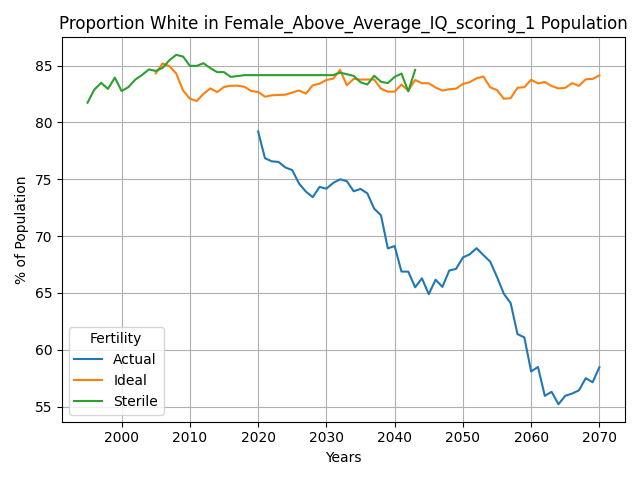 Proportion White in Female_Above_Average_IQ_scoring_1 Population
% of Population
85
80
75
70
65
60
55
Fertility
Actual
Ideal
Sterile
2000 2010 2020 2030 2040 2050 2060 2070
Years